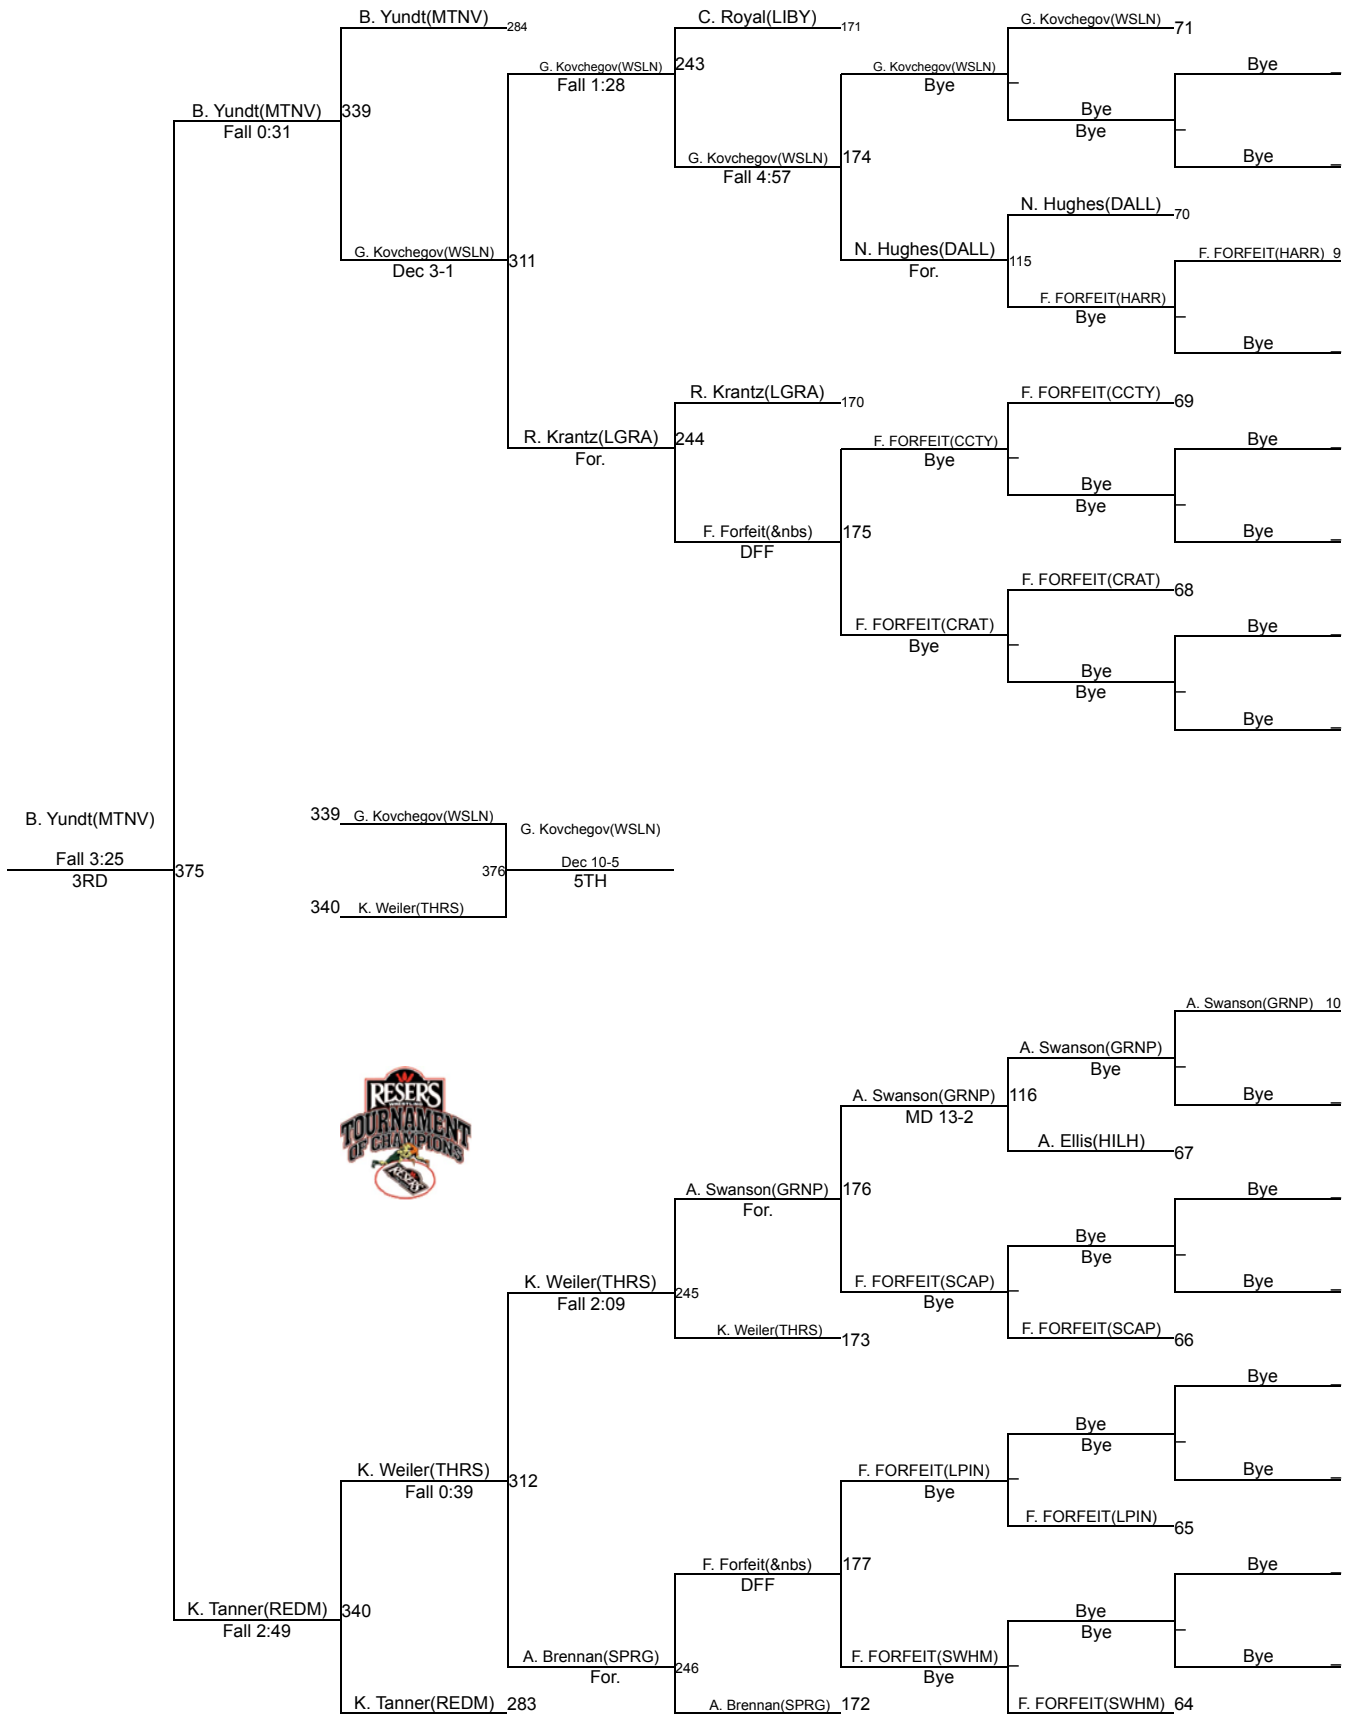 B. Yundt(MTNV) 284
C. Royal(LIBY) 171
G. Kovchegov(WSLN) 71
G. Kovchegov(WSLN) 243
Fall 1:28
G. Kovchegov(WSLN)
Bye
Bye _
B. Yundt(MTNV) 339
Fall 0:31
Bye
Bye
G. Kovchegov(WSLN) 174
Fall 4:57
Bye _
N. Hughes(DALL) 70
G. Kovchegov(WSLN) 311
Dec 3-1
N. Hughes(DALL) 115
For.
F. FORFEIT(HARR) 9
F. FORFEIT(HARR)
Bye
Bye _
R. Krantz(LGRA) 170
F. FORFEIT(CCTY) 69
R. Krantz(LGRA) 244
For.
F. FORFEIT(CCTY)
Bye
Bye _
Bye
Bye
F. Forfeit(&nbs) 175
DFF
Bye _
F. FORFEIT(CRAT) 68
F. FORFEIT(CRAT)
Bye
Bye _
Bye
Bye
Bye _
B. Yundt(MTNV)
339 G. Kovchegov(WSLN)
G. Kovchegov(WSLN)
Fall 3:25
3RD
375
376
Dec 10-5
5TH
340 K. Weiler(THRS)
A. Swanson(GRNP) 10
A. Swanson(GRNP)
Bye
A. Swanson(GRNP) 116
MD 13-2
Bye _
RESER'S
WRESTLING
TOURNAMENT
OF CHAMPIONS
A. Ellis(HILH) 67
A. Swanson(GRNP) 176
For.
Bye _
Bye
Bye
K. Weiler(THRS) 245
Fall 2:09
F. FORFEIT(SCAP)
Bye
Bye _
K. Weiler(THRS) 173
F. FORFEIT(SCAP) 66
Bye _
Bye
Bye
K. Weiler(THRS) 312
Fall 0:39
F. FORFEIT(LPIN)
Bye
Bye _
F. FORFEIT(LPIN) 65
F. Forfeit(&nbs) 177
DFF
Bye _
K. Tanner(REDM) 340
Fall 2:49
Bye
Bye
A. Brennan(SPRG) 246
For.
F. FORFEIT(SWHM)
Bye
Bye _
K. Tanner(REDM) 283
A. Brennan(SPRG) 172
F. FORFEIT(SWHM) 64